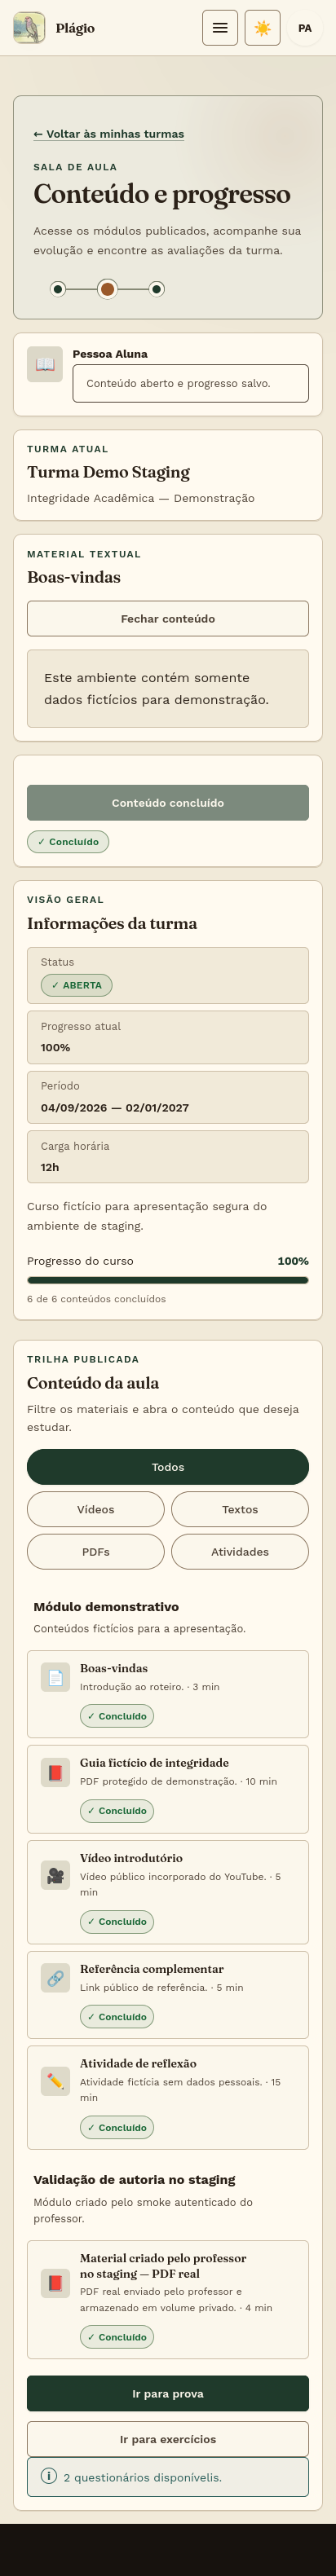 Plágio
PA
← Voltar às minhas turmas
SALA DE AULA
Conteúdo e progresso
Acesse os módulos publicados, acompanhe sua
evolução e encontre as avaliações da turma.
Pessoa Aluna
Conteúdo aberto e progresso salvo.
TURMA ATUAL
Turma Demo Staging
Integridade Acadêmica — Demonstração
MATERIAL TEXTUAL
Boas-vindas
Fechar conteúdo
Este ambiente contém somente
dados fictícios para demonstração.
Conteúdo concluído
✓ Concluído
VISÃO GERAL
Informações da turma
Status
✓ ABERTA
Progresso atual
100%
Período
04/09/2026 — 02/01/2027
Carga horária
12h
Curso fictício para apresentação segura do
ambiente de staging.
Progresso do curso 100%
6 de 6 conteúdos concluídos
TRILHA PUBLICADA
Conteúdo da aula
Filtre os materiais e abra o conteúdo que deseja
estudar.
Todos
Vídeos Textos
PDFs Atividades
Módulo demonstrativo
Conteúdos fictícios para a apresentação.
Boas-vindas
Introdução ao roteiro. · 3 min
✓ Concluído
Guia fictício de integridade
PDF protegido de demonstração. · 10 min
✓ Concluído
Vídeo introdutório
Vídeo público incorporado do YouTube. · 5
min
✓ Concluído
Referência complementar
Link público de referência. · 5 min
✓ Concluído
Atividade de reflexão
Atividade fictícia sem dados pessoais. · 15
min
✓ Concluído
Validação de autoria no staging
Módulo criado pelo smoke autenticado do
professor.
Material criado pelo professor
no staging — PDF real
PDF real enviado pelo professor e
armazenado em volume privado. · 4 min
✓ Concluído
Ir para prova
Ir para exercícios
2 questionários disponíveis.